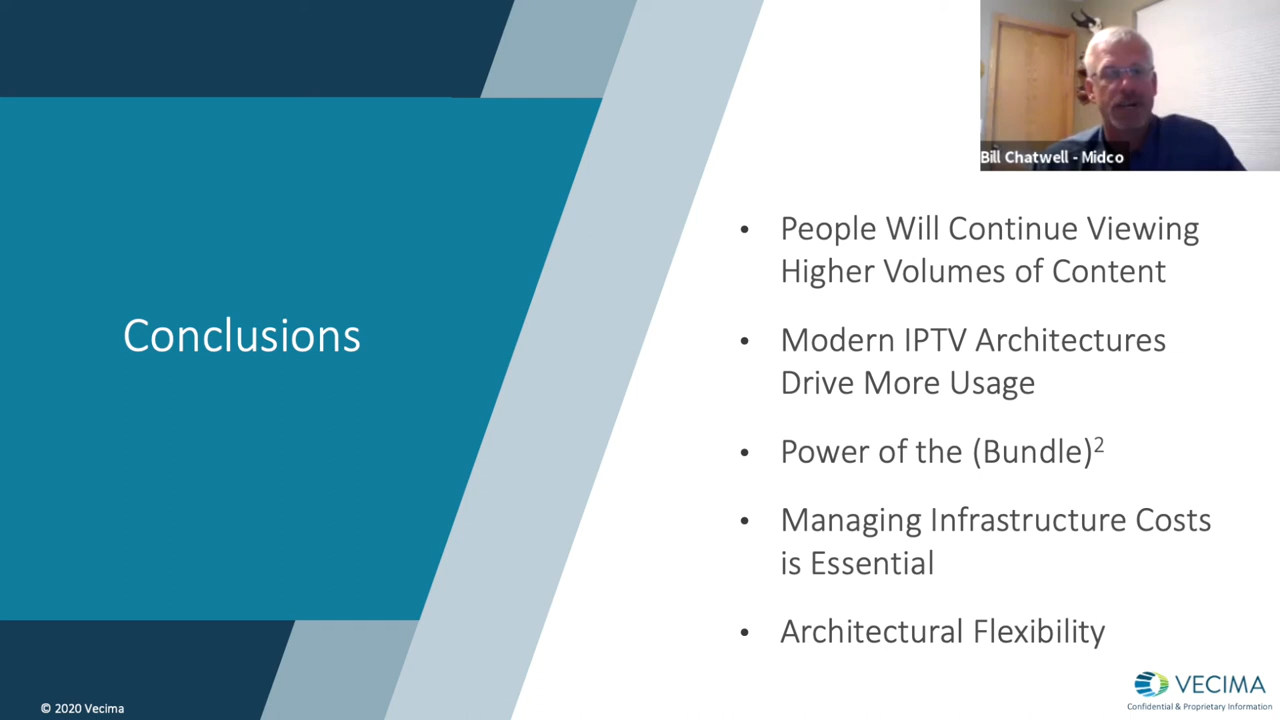 Bill Chatwell - Midco
Conclusions
• People Will Continue Viewing
Higher Volumes of Content
• Modern IPTV Architectures
Drive More Usage
• Power of the (Bundle)²
• Managing Infrastructure Costs
is Essential
• Architectural Flexibility
© 2020 Vecima
VECIMA
Confidential & Proprietary Information